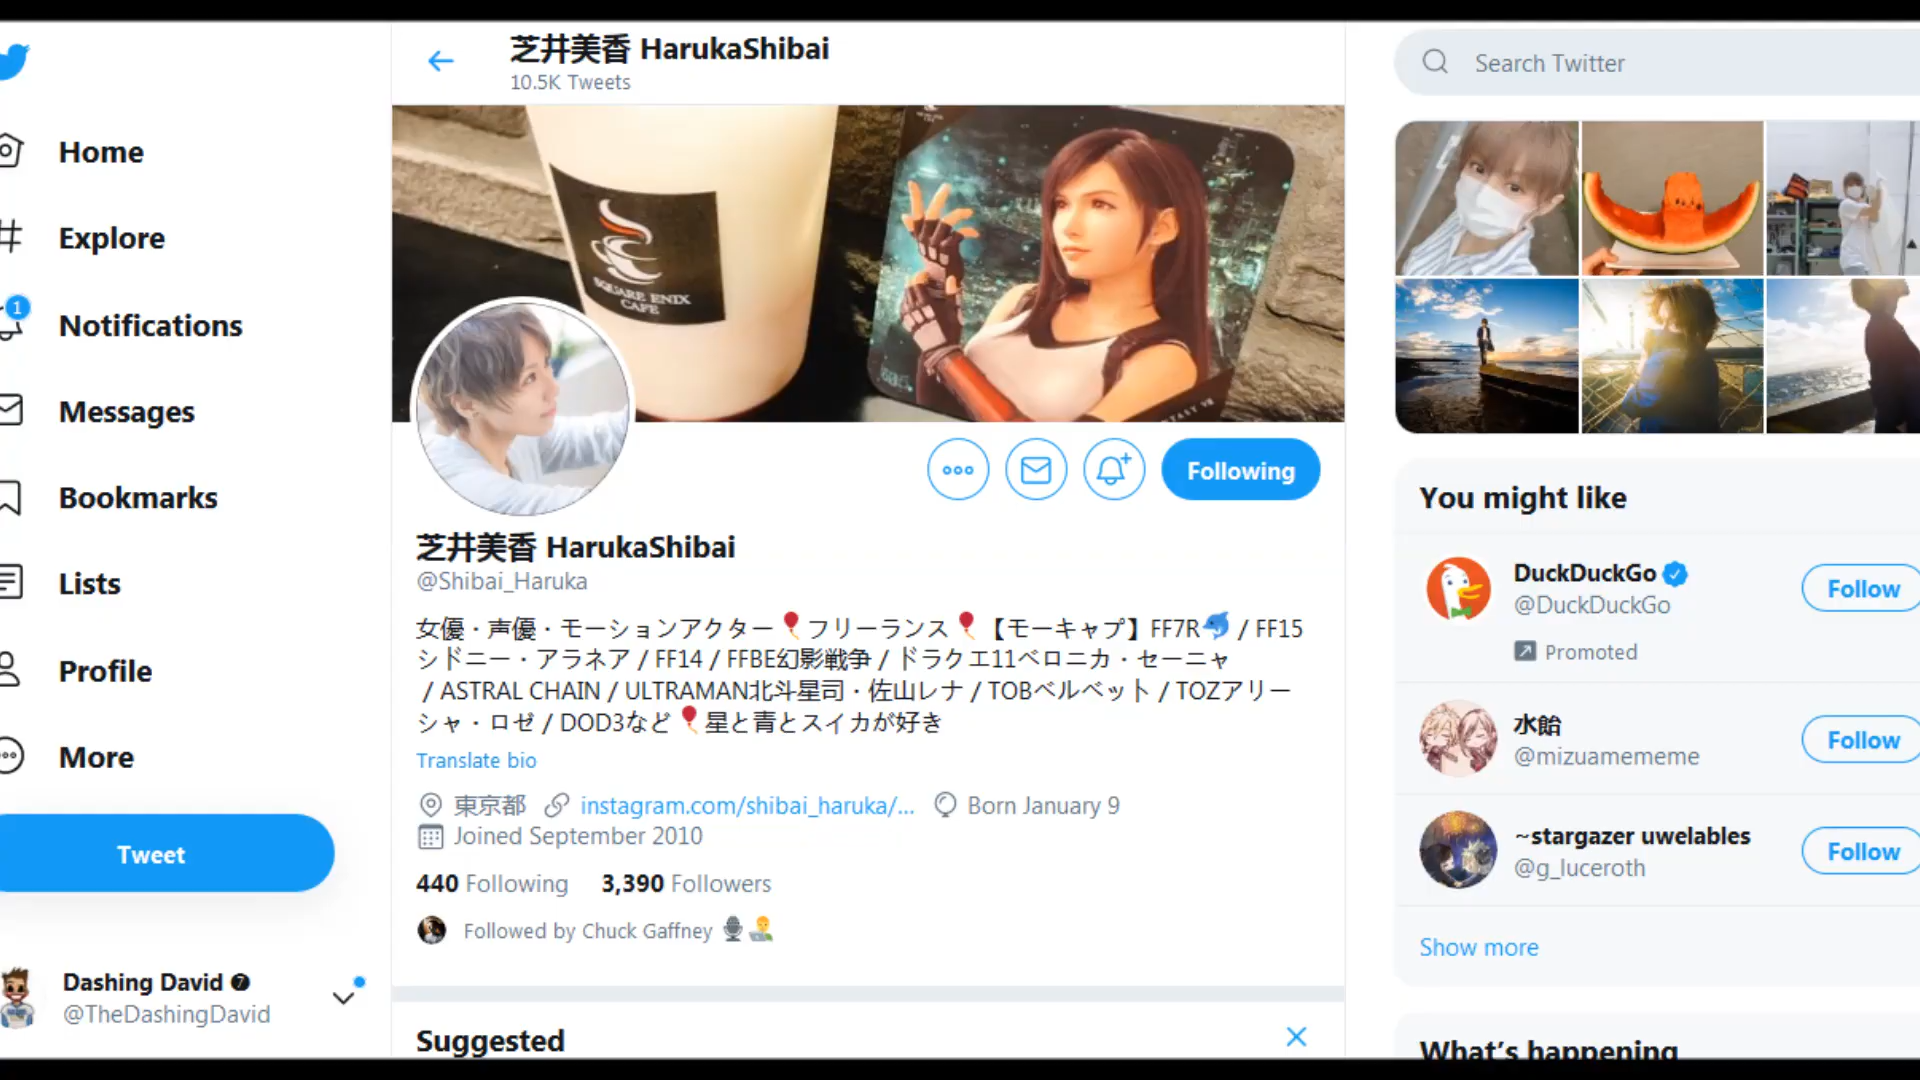 芝井美香 HarukaShibai
10.5K Tweets
Search Twitter
Home
Explore
1
Notifications
Messages
Bookmarks
Lists
Profile
More
Tweet
Dashing David 7
@TheDashingDavid
SQUARE ENIX
CAFE
Following
芝井美香 HarukaShibai
@Shibai_Haruka
女優・声優・モーションアクター🎈フリーランス🎈【モーキャプ】FF7R🐬 / FF15
シドニー・アラネア / FF14 / FFBE幻影戦争 / ドラクエ11ベロニカ・セーニャ
/ ASTRAL CHAIN / ULTRAMAN北斗星司・佐山レナ / TOBベルベット / TOZアリー
シャ・ロゼ / DOD3など🎈星と青とスイカが好き
Translate bio
東京都 instagram.com/shibai_haruka/... Born January 9
Joined September 2010
440 Following 3,390 Followers
Followed by Chuck Gaffney
Suggested
You might like
DuckDuckGo
@DuckDuckGo
Follow
Promoted
水飴
@mizuamememe
Follow
~stargazer uwelables
@g_luceroth
Follow
Show more
What's happening